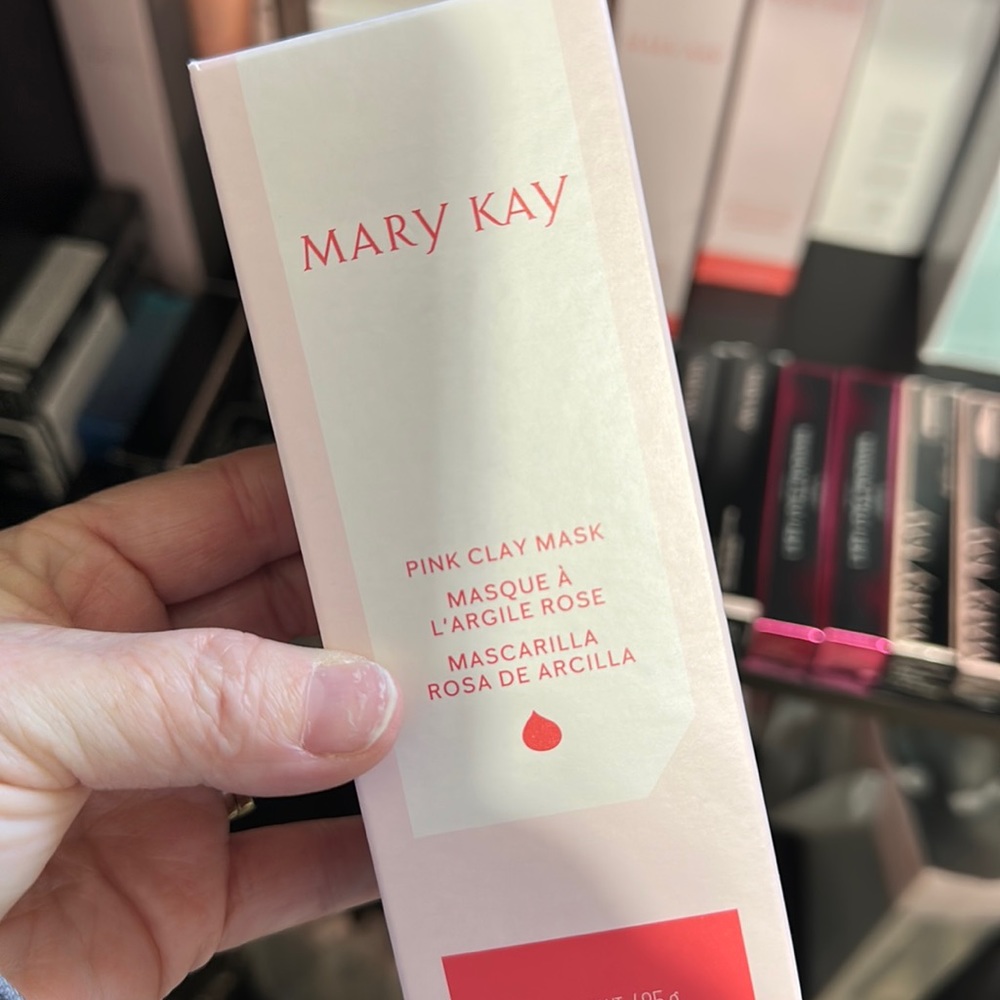 MARY KAY
PINK CLAY MASK
MASQUE À
L'ARGILE ROSE
MASCARILLA
ROSA DE ARCILLA